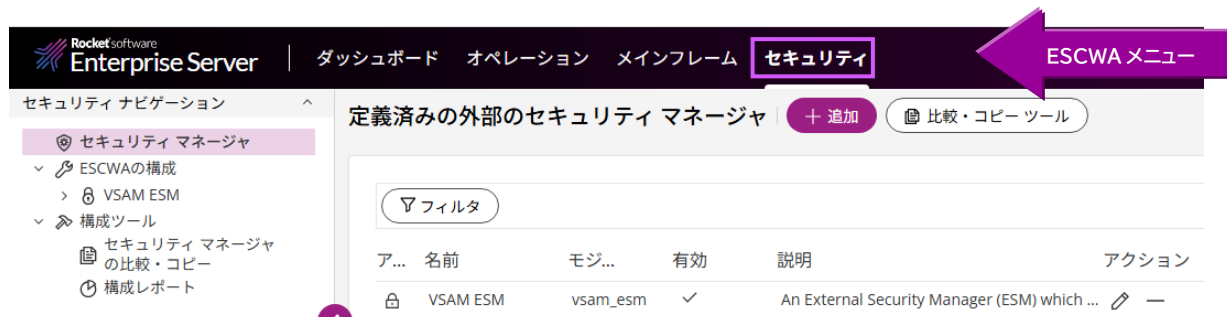 Rocket software
Enterprise Server
ダッシュボード オペレーション メインフレーム セキュリティ
ESCWA メニュー
セキュリティ ナビゲーション
セキュリティ マネージャ
ESCWAの構成
VSAM ESM
構成ツール
セキュリティ マネージャ
の比較・コピー
構成レポート
定義済みの外部のセキュリティ マネージャ
+ 追加
比較・コピー ツール
フィルタ
ア... 名前 モジ... 有効 説明 アクション
VSAM ESM vsam_esm ✓ An External Security Manager (ESM) which ...